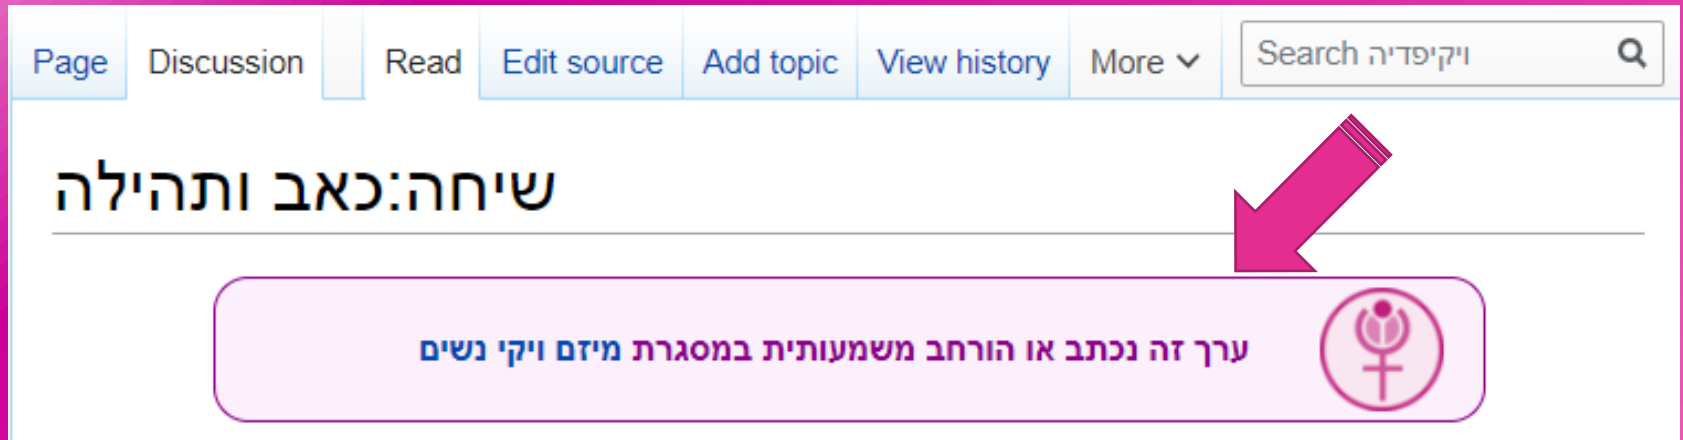 Page Discussion Read Edit source Add topic View history More Search ויקיפדיה
שיחה:כאב ותהילה
ערך זה נכתב או הורחב משמעותית במסגרת מיזם ויקי נשים